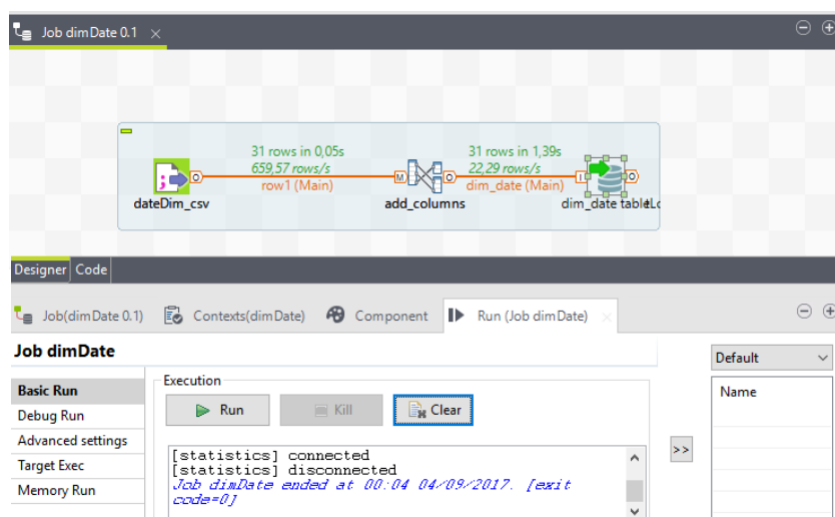 Job dimDate 0.1
31 rows in 0,05s
659,57 rows/s
row1 (Main)
31 rows in 1,39s
22,29 rows/s
dim_date (Main)
dateDim_csv
add_columns
dim_date table
Designer Code
Job(dimDate 0.1) Contexts(dimDate) Component Run (Job dimDate)
Job dimDate
Default
Basic Run
Debug Run
Advanced settings
Target Exec
Memory Run
Execution
Run Kill Clear
>>
Name
[statistics] connected
[statistics] disconnected
Job dimDate ended at 00:04 04/09/2017. [exit
code=0]